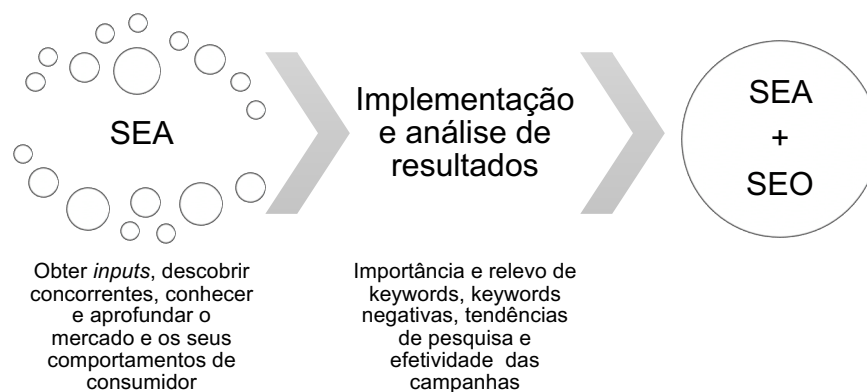 SEA
Obter inputs, descobrir
concorrentes, conhecer
e aprofundar o
mercado e os seus
comportamentos de
consumidor
Implementação
e análise de
resultados
Importância e relevo de
keywords, keywords
negativas, tendências
de pesquisa e
efetividade das
campanhas
SEA
+
SEO